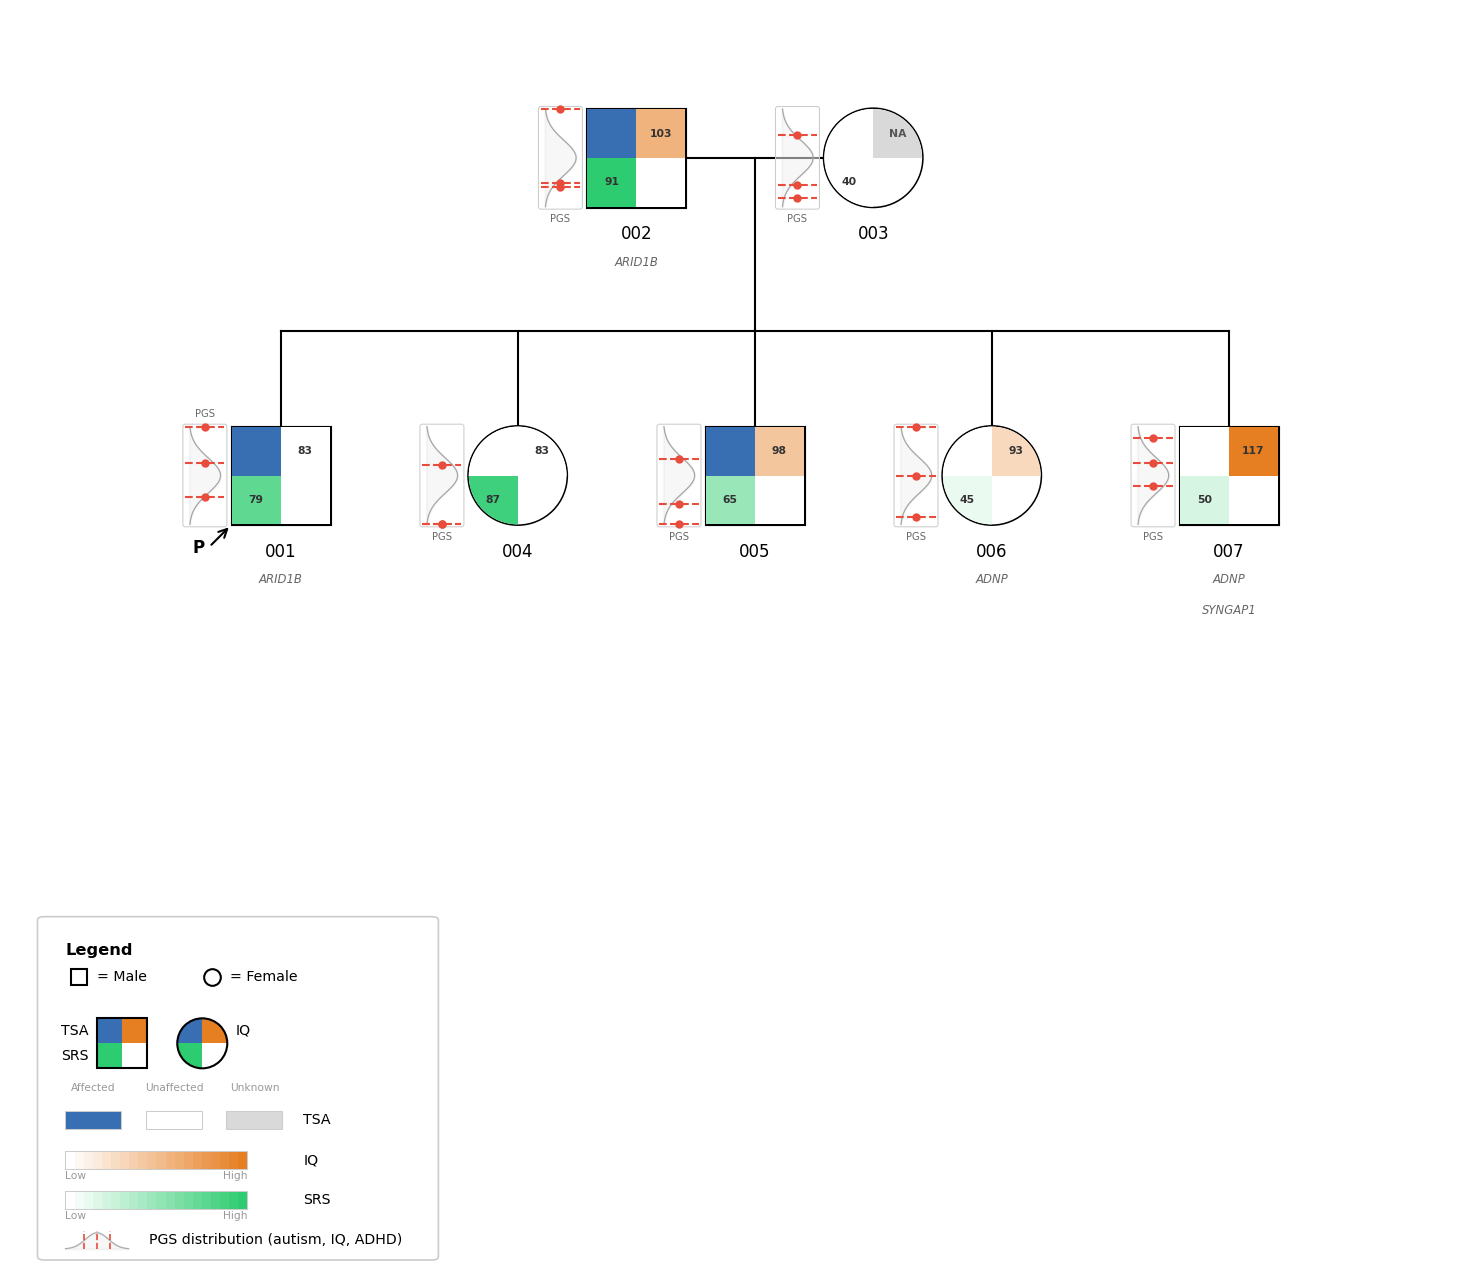 103
NA
91
40
PGS
PGS
002
003
ARID1B
PGS
83
83
98
93
117
79
87
65
45
50
PGS
PGS
PGS
PGS
P
001
004
005
006
007
ARID1B
ADNP
ADNP
SYNGAP1
Legend
= Male = Female
TSA IQ
SRS
Affected Unaffected Unknown
TSA
IQ
Low High
SRS
Low High
PGS distribution (autism, IQ, ADHD)